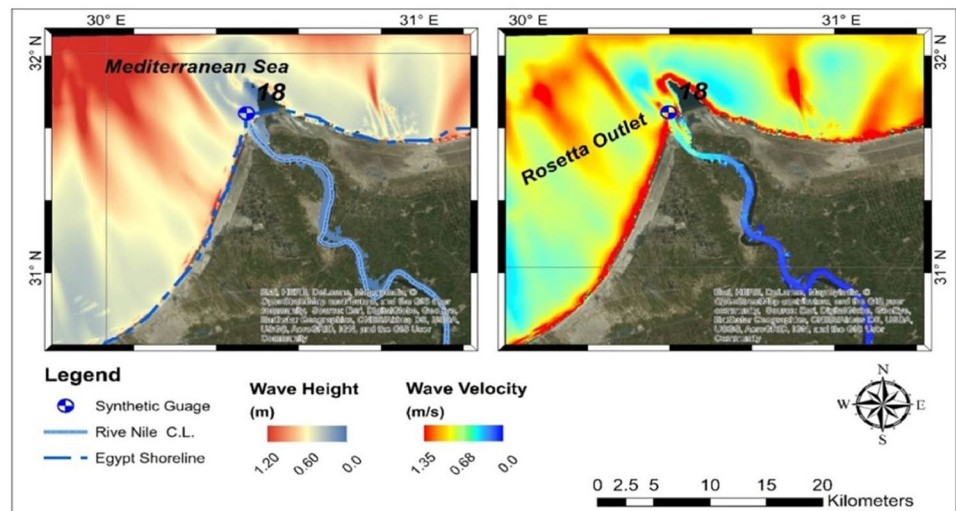 30° E
31° E
30° E
31° E
32° N
31° N
32° N
31° N
Mediterranean Sea
18
18
Rosetta Outlet
Legend
Synthetic Guage
Rive Nile C.L.
Egypt Shoreline
Wave Height
(m)
1.20 0.60 0.0
Wave Velocity
(m/s)
1.35 0.68 0.0
N
W E
S
0 2.5 5 10 15 20
Kilometers